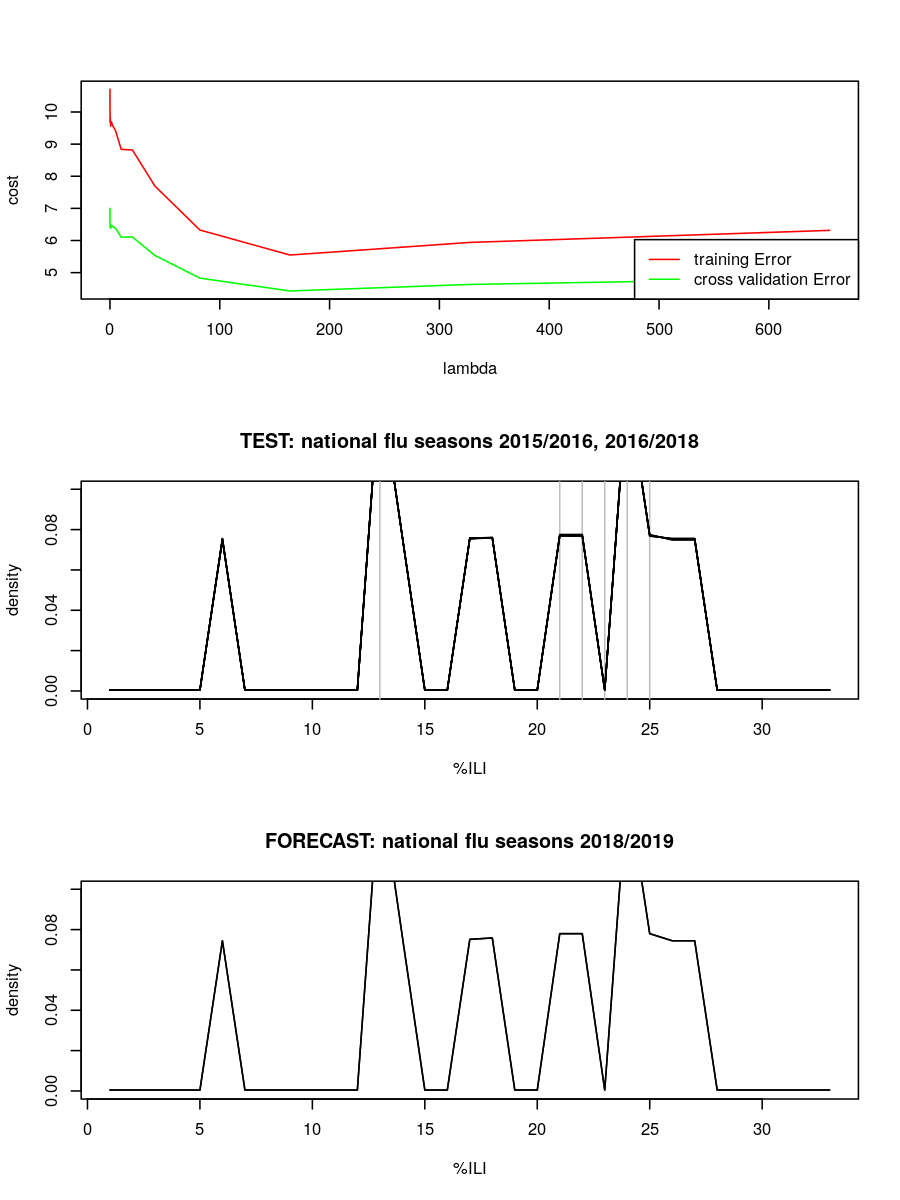 10
9
8
7
6
5
cost
training Error
cross validation Error
0 100 200 300 400 500 600
lambda
TEST: national flu seasons 2015/2016, 2016/2018
0.08
0.04
0.00
density
0 5 10 15 20 25 30
%ILI
FORECAST: national flu seasons 2018/2019
0.08
0.04
0.00
density
0 5 10 15 20 25 30
%ILI